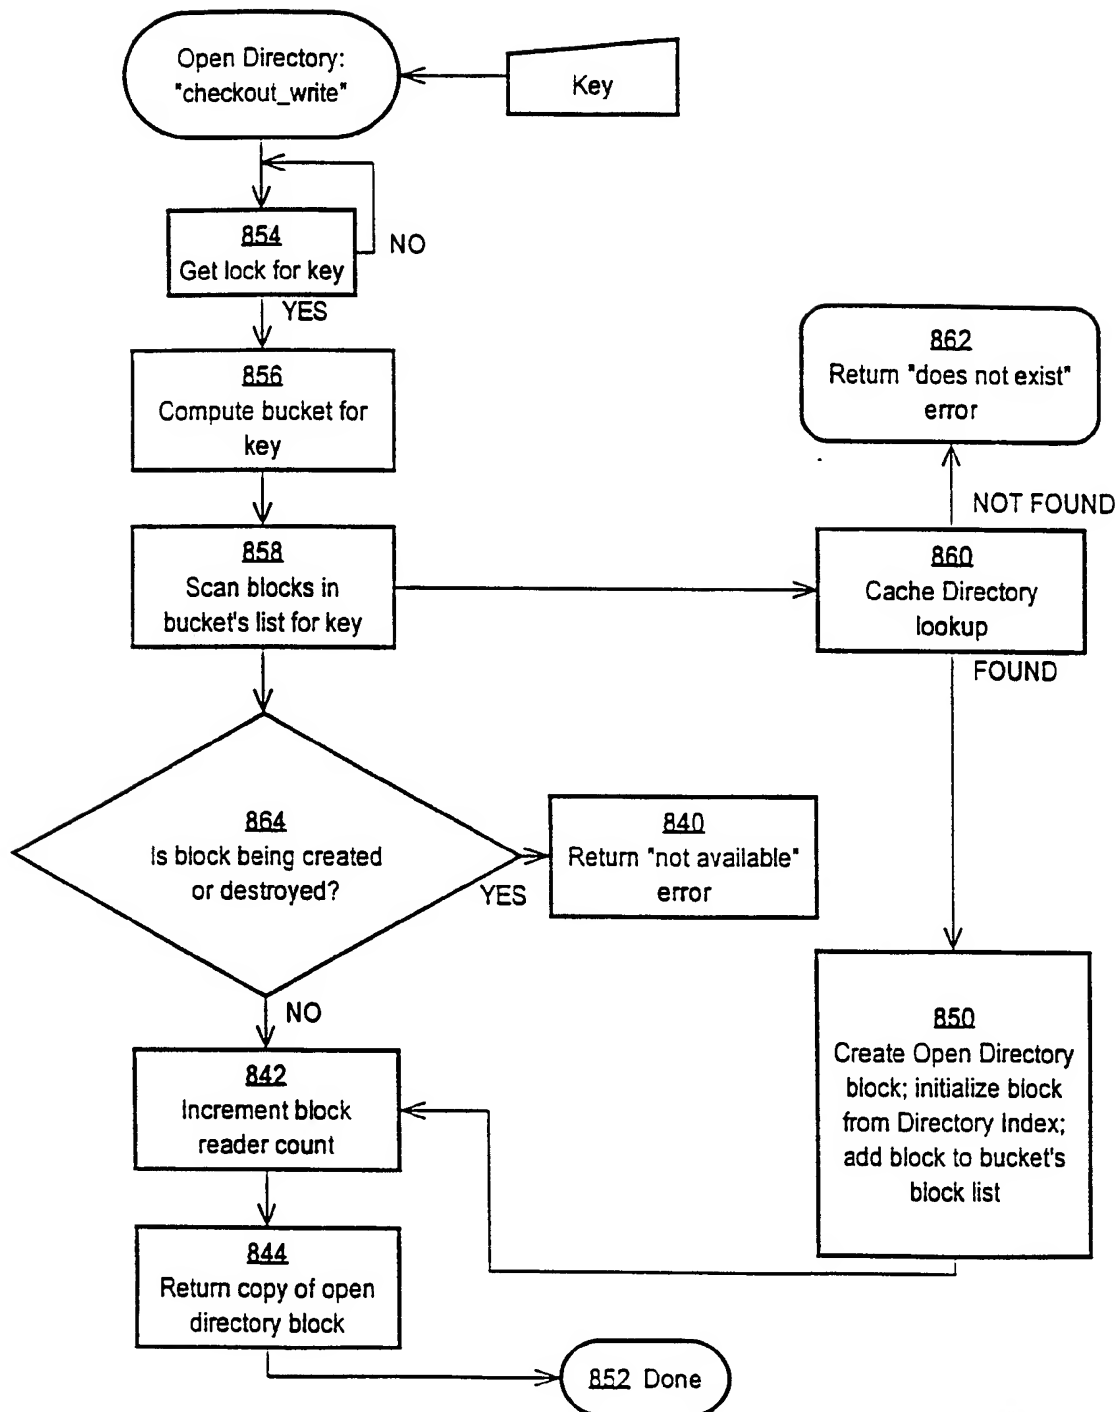 Open Directory:
"checkout_write"
Key
854
Get lock for key
NO
YES
856
Compute bucket for
key
862
Return "does not exist"
error
NOT FOUND
858
Scan blocks in
bucket's list for key
860
Cache Directory
lookup
FOUND
864
Is block being created
or destroyed?
YES
840
Return "not available"
error
NO
842
Increment block
reader count
850
Create Open Directory
block; initialize block
from Directory Index;
add block to bucket's
block list
844
Return copy of open
directory block
852 Done